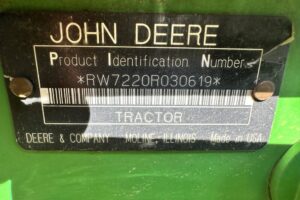 JOHN DEERE
Product Identification Number
*RW7220R030619*
TRACTOR
DEERE & COMPANY MOLINE, ILLINOIS Made in USA